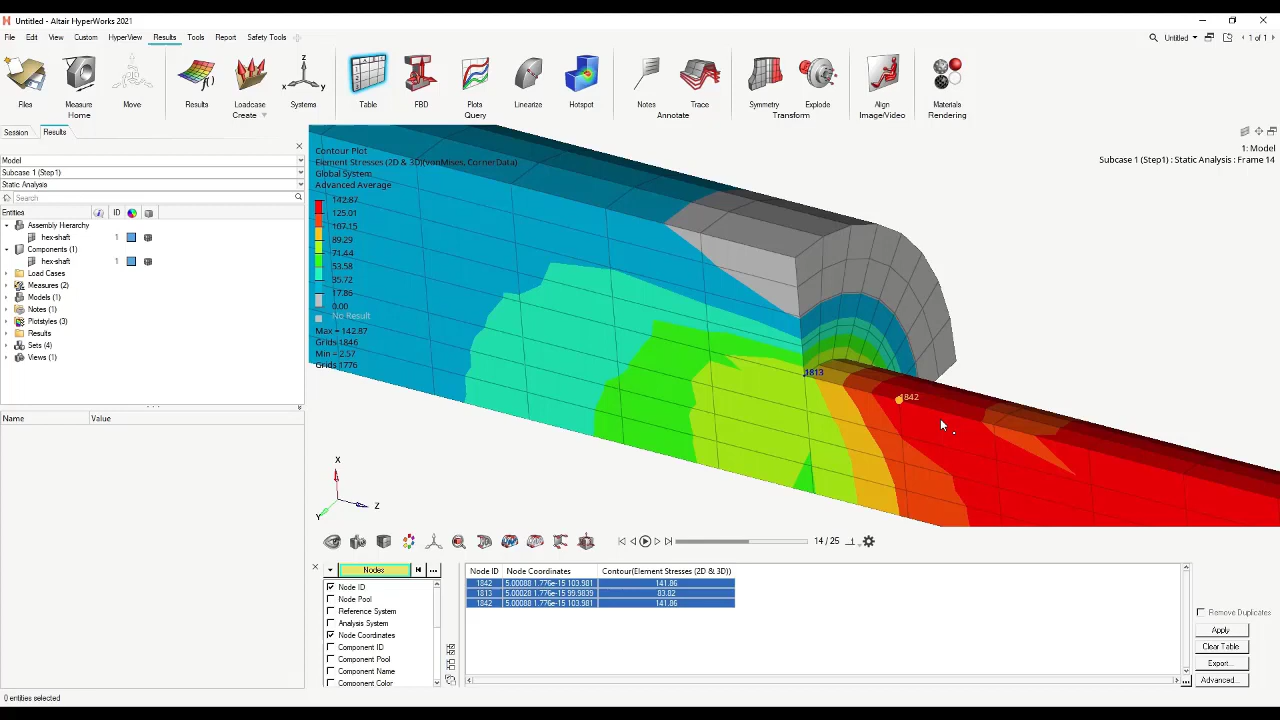 Untitled - Altair HyperWorks 2021
File Edit View Custom HyperView Results Tools Report Safety Tools
Untitled
1 of 1
Files Measure Move Results Loadcase Systems Table FBD Plots Linearize Hotspot Notes Trace Symmetry Explode Align Materials
Home Create Query Annotate Transform Image/Video Rendering
Session Results
Model
Subcase 1 (Step1)
Static Analysis
Search
Entities ID
Assembly Hierarchy
hex-shaft 1
Components (1)
hex-shaft 1
Load Cases
Measures (2)
Models (1)
Notes (1)
Plotstyles (3)
Results
Sets (4)
Views (1)
Name Value
0 entities selected
1: Model
Subcase 1 (Step1) : Static Analysis : Frame 14
Contour Plot
Element Stresses (2D & 3D)(vonMises, CornerData)
Global System
Advanced Average
142.87
125.01
107.15
89.29
71.44
53.58
35.72
17.86
0.00
No Result
Max = 142.87
Grids 1846
Min = 2.57
Grids 1776
1813
1842
X
Y
Z
14 / 25
Nodes
Node ID
Node Pool
Reference System
Analysis System
Node Coordinates
Component ID
Component Pool
Component Name
Component Color
Node ID Node Coordinates Contour(Element Stresses (2D & 3D))
1842 5.00088 1.776e-15 103.981 141.86
1813 5.00028 1.776e-15 99.9839 83.82
1842 5.00088 1.776e-15 103.981 141.86
Remove Duplicates
Apply
Clear Table
Export...
Advanced...